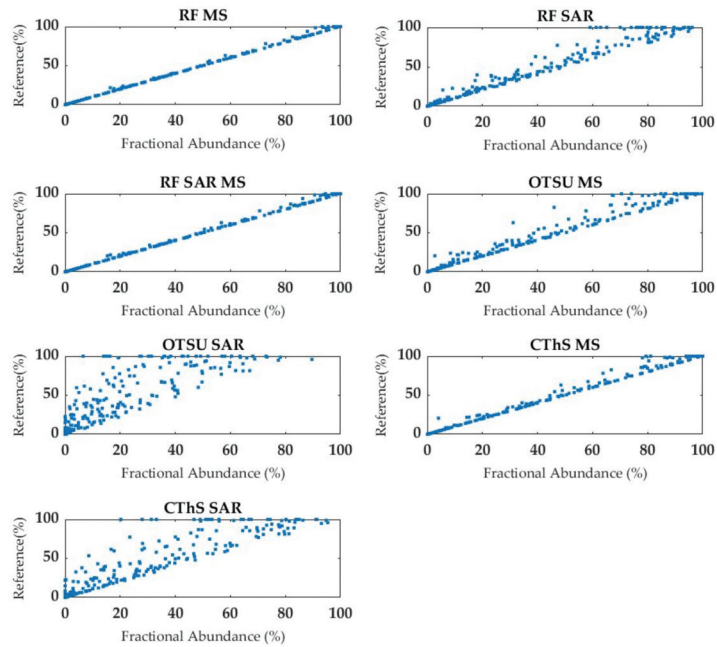 RF MS
Reference(%)
100
50
0
0 20 40 60 80 100
Fractional Abundance (%)
RF SAR
Reference(%)
100
50
0
0 20 40 60 80 100
Fractional Abundance (%)
RF SAR MS
Reference(%)
100
50
0
0 20 40 60 80 100
Fractional Abundance (%)
OTSU MS
Reference(%)
100
50
0
0 20 40 60 80 100
Fractional Abundance (%)
OTSU SAR
Reference(%)
100
50
0
0 20 40 60 80 100
Fractional Abundance (%)
CThS MS
Reference(%)
100
50
0
0 20 40 60 80 100
Fractional Abundance (%)
CThS SAR
Reference(%)
100
50
0
0 20 40 60 80 100
Fractional Abundance (%)